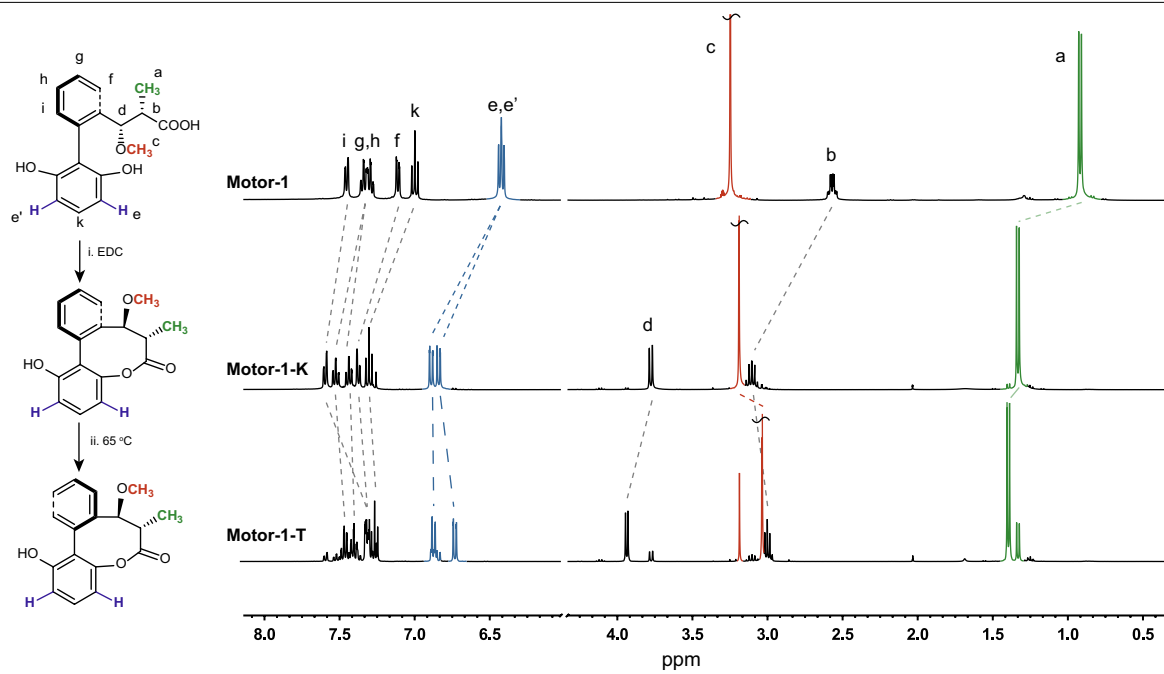 g
h
f
i
a
CH₃
d
b
COOH
OCH₃
c
HO
OH
H
H
e'
e
k
i. EDC
OCH₃
CH₃
HO
O
O
H
H
ii. 65 °C
OCH₃
CH₃
HO
O
O
H
H
Motor-1
i
g,h
f
k
e,e'
c
b
a
Motor-1-K
d
Motor-1-T
8.0 7.5 7.0 6.5 4.0 3.5 3.0 2.5 2.0 1.5 1.0 0.5
ppm